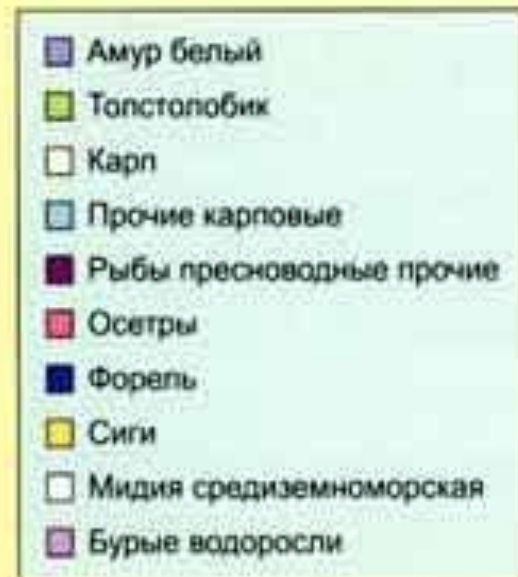 Амур белый
Толстолобик
Карп
Прочие карповые
Рыбы пресноводные прочие
Осетры
Форель
Сиги
Мидия средиземноморская
Бурые водоросли